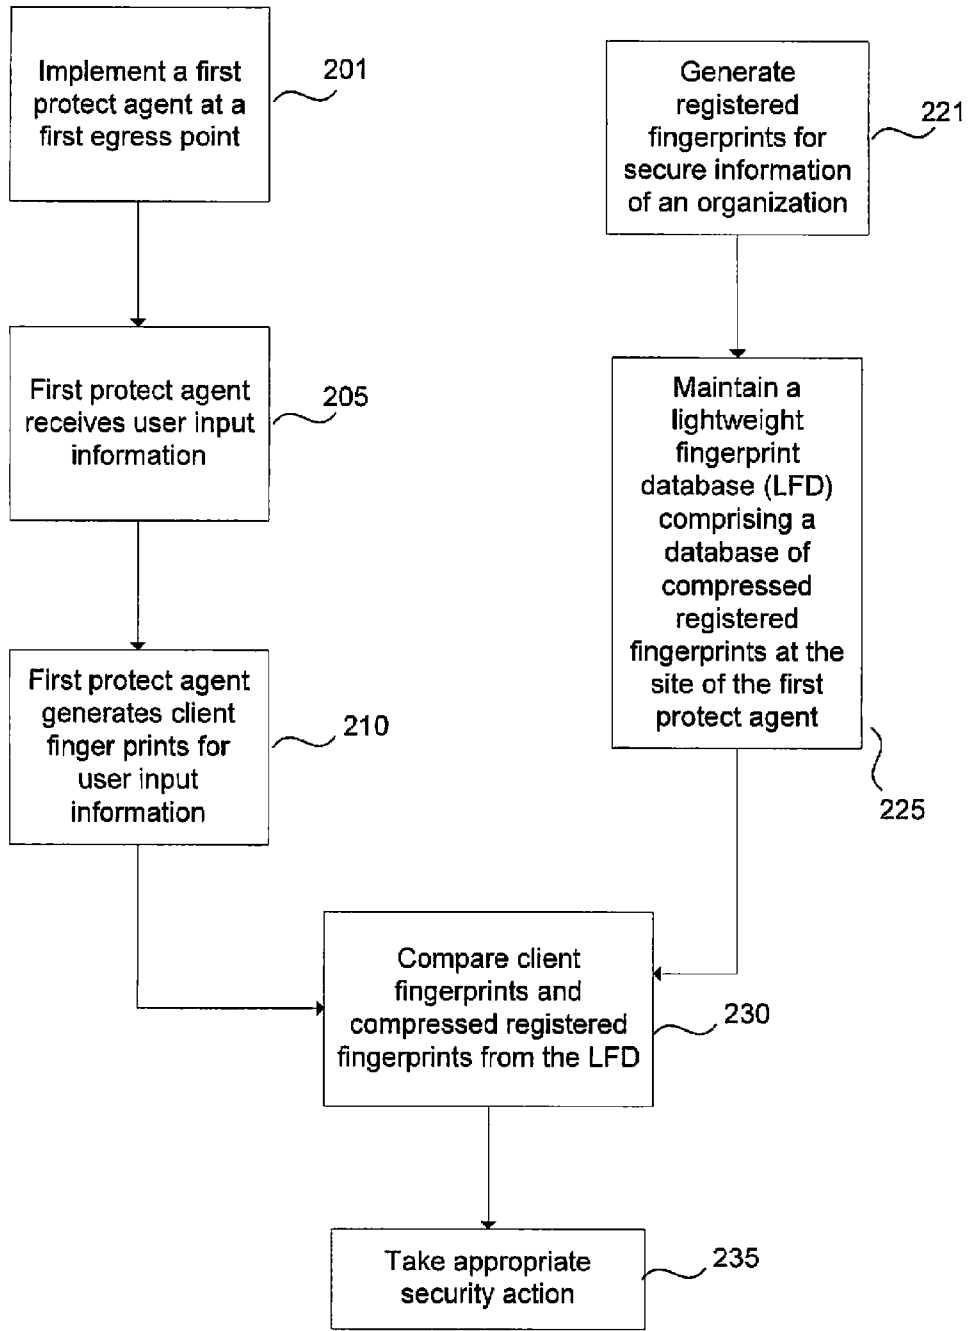 Implement a first
protect agent at a
first egress point
201
First protect agent
receives user input
information
205
First protect agent
generates client
finger prints for
user input
information
210
Generate
registered
fingerprints for
secure information
of an organization
221
Maintain a
lightweight
fingerprint
database (LFD)
comprising a
database of
compressed
registered
fingerprints at the
site of the first
protect agent
225
Compare client
fingerprints and
compressed registered
fingerprints from the LFD
230
Take appropriate
security action
235